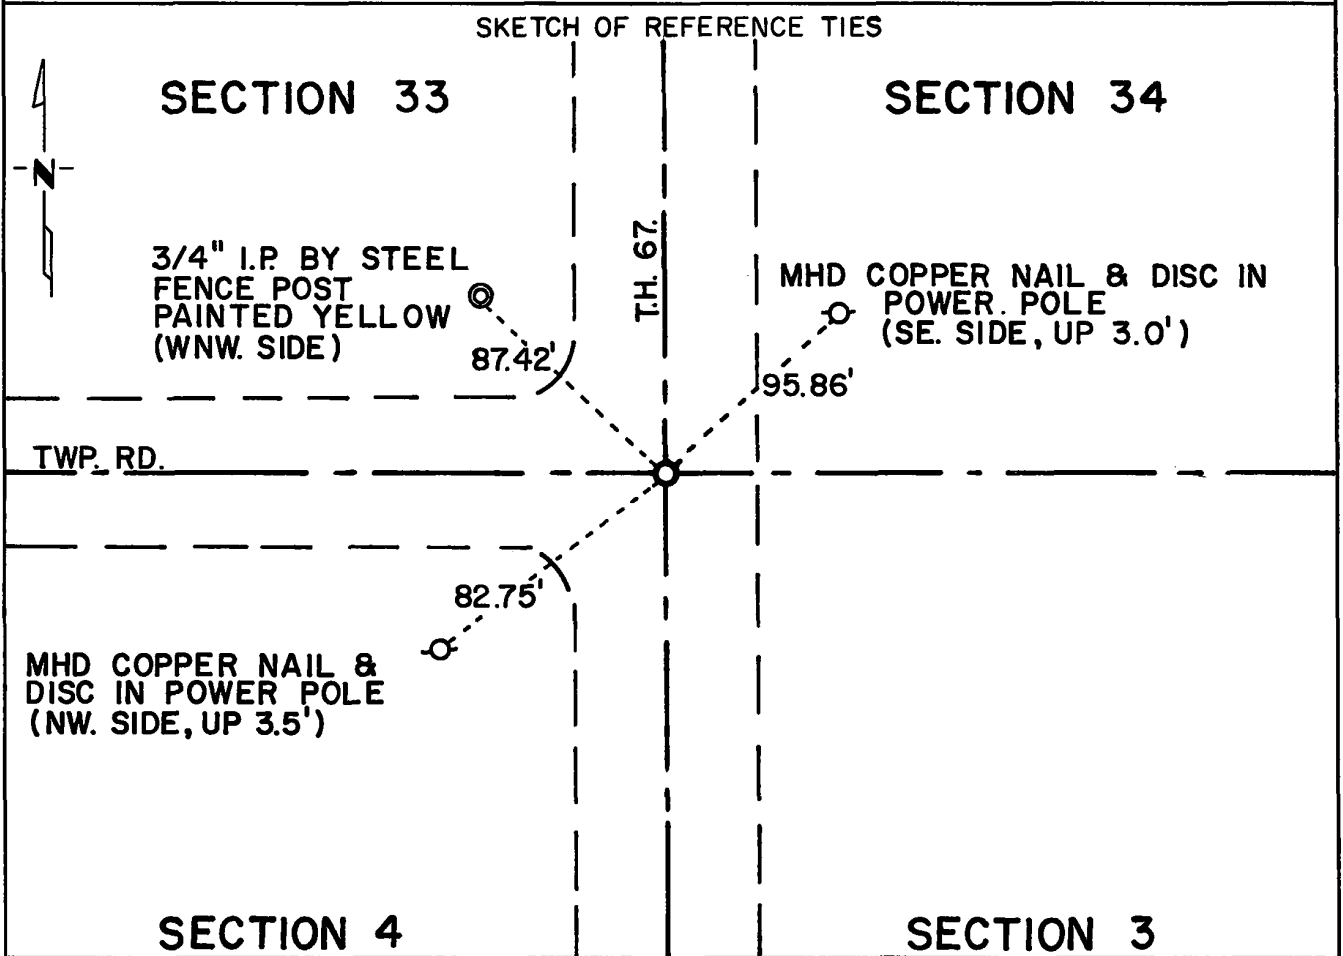 SKETCH OF REFERENCE TIES
SECTION 33
SECTION 34
N
T.H. 67.
3/4" I.P. BY STEEL
FENCE POST
PAINTED YELLOW
(WNW. SIDE)
87.42'
MHD COPPER NAIL & DISC IN
POWER. POLE
(SE. SIDE, UP 3.0')
95.86'
TWP. RD.
82.75'
MHD COPPER NAIL &
DISC IN POWER POLE
(NW. SIDE, UP 3.5')
SECTION 4
SECTION 3